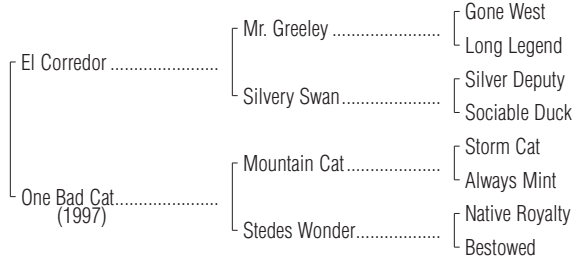 Gone West
Mr. Greeley ....................
Long Legend
El Corredor ......................
Silver Deputy
Silvery Swan....................
Sociable Duck
Storm Cat
Mountain Cat...................
Always Mint
One Bad Cat.....................
(1997)
Native Royalty
Stedes Wonder.................
Bestowed